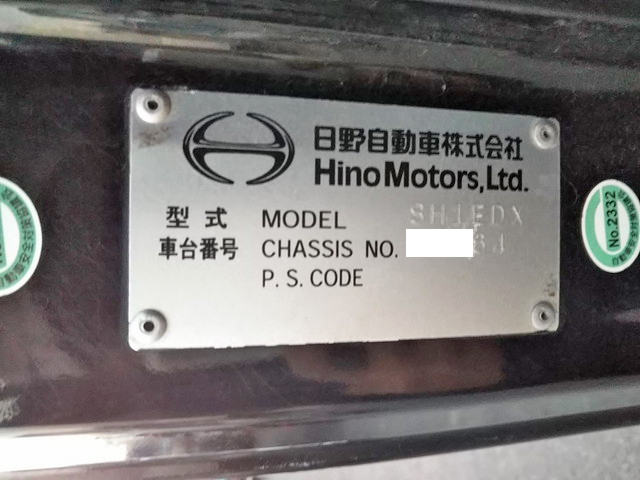 日野自動車株式会社
Hino Motors, Ltd.
型式 MODEL SH1EDX
車台番号 CHASSIS NO. 64
P.S.CODE
No.2332